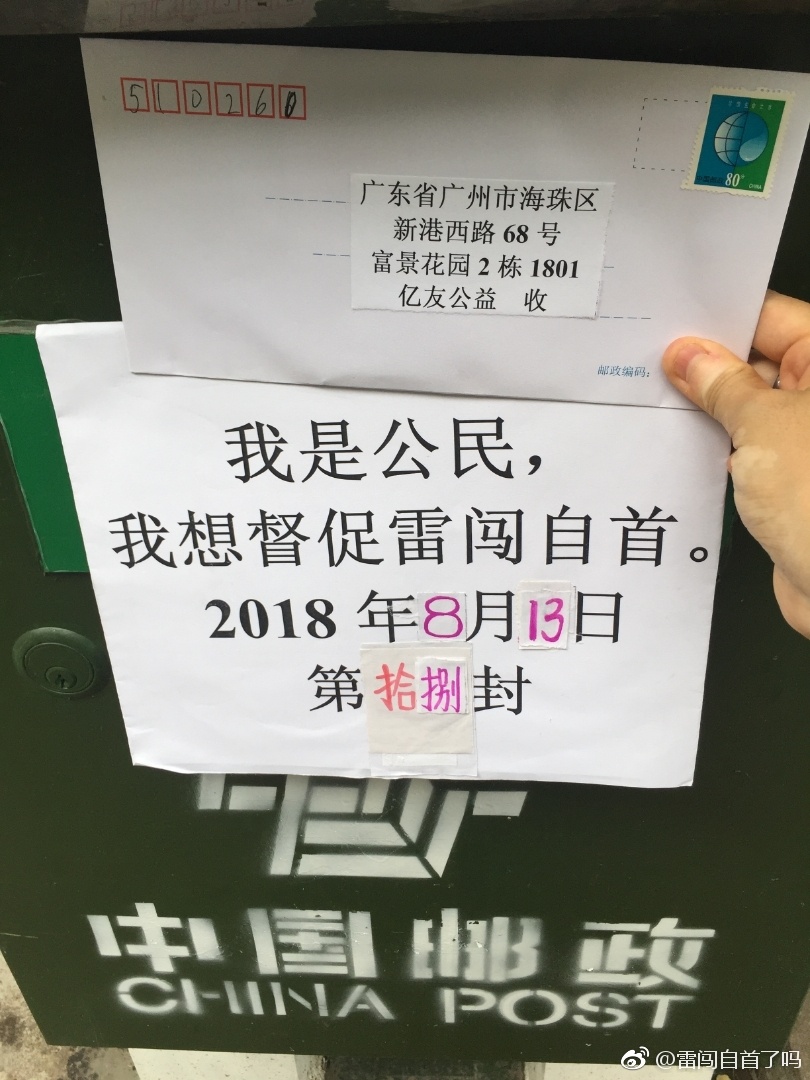 510260
80分
CHINA
广东省广州市海珠区
新港西路 68 号
富景花园 2 栋 1801
亿友公益 收
邮政编码：
我是公民，
我想督促雷闯自首。
2018 年8月13日
第拾捌封
中国邮政
CHINA POST
@雷闯自首了吗